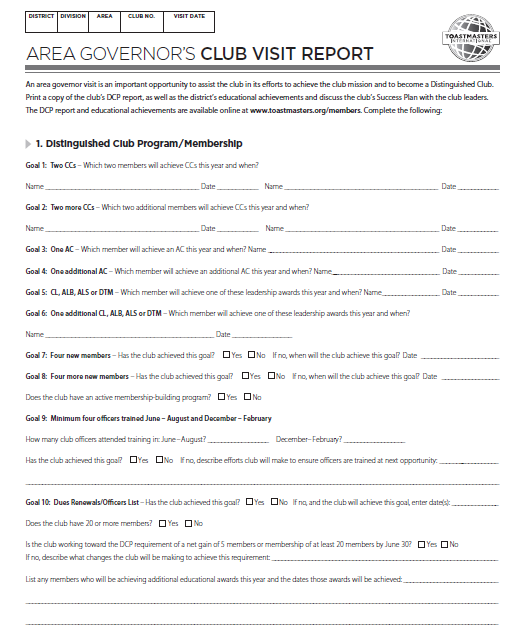 DISTRICT DIVISION AREA CLUB NO. VISIT DATE
TOASTMASTERS
INTERNATIONAL
AREA GOVERNOR'S CLUB VISIT REPORT
An area governor visit is an important opportunity to assist the club in its efforts to achieve the club mission and to become a Distinguished Club.
Print a copy of the club's DCP report, as well as the district's educational achievements and discuss the club's Success Plan with the club leaders.
The DCP report and educational achievements are available online at www.toastmasters.org/members. Complete the following:
1. Distinguished Club Program/Membership
Goal 1: Two CCs – Which two members will achieve CCs this year and when?
Name Date Name Date
Goal 2: Two more CCs – Which two additional members will achieve CCs this year and when?
Name Date Name Date
Goal 3: One AC – Which member will achieve an AC this year and when? Name Date
Goal 4: One additional AC – Which member will achieve an additional AC this year and when? Name Date
Goal 5: CL, ALB, ALS or DTM – Which member will achieve one of these leadership awards this year and when? Name Date
Goal 6: One additional CL, ALB, ALS or DTM – Which member will achieve one of these leadership awards this year and when?
Name Date
Goal 7: Four new members – Has the club achieved this goal? Yes No If no, when will the club achieve this goal? Date
Goal 8: Four more new members – Has the club achieved this goal? Yes No If no, when will the club achieve this goal? Date
Does the club have an active membership-building program? Yes No
Goal 9: Minimum four officers trained June – August and December – February
How many club officers attended training in: June – August? December– February?
Has the club achieved this goal? Yes No If no, describe efforts club will make to ensure officers are trained at next opportunity:
Goal 10: Dues Renewals/Officers List – Has the club achieved this goal? Yes No If no, and the club will achieve this goal, enter date(s):
Does the club have 20 or more members? Yes No
Is the club working toward the DCP requirement of a net gain of 5 members or membership of at least 20 members by June 30? Yes No
If no, describe what changes the club will be making to achieve this requirement:
List any members who will be achieving additional educational awards this year and the dates those awards will be achieved: